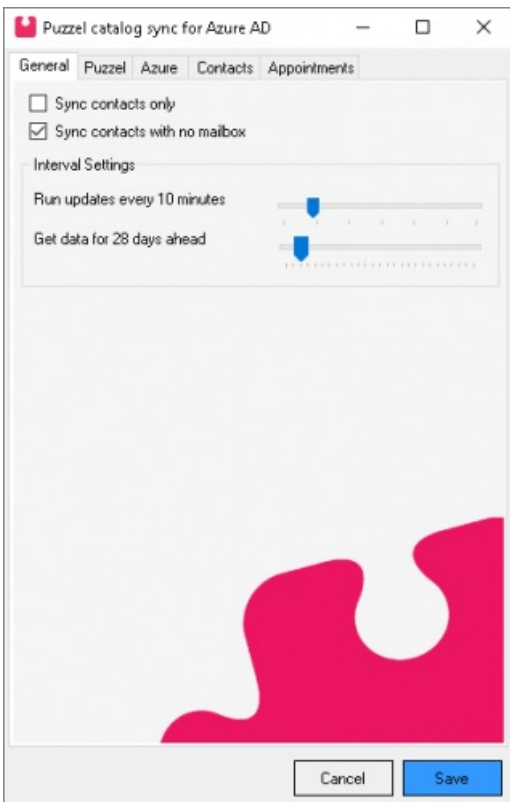 Puzzel catalog sync for Azure AD
General Puzzel Azure Contacts Appointments
Sync contacts only
Sync contacts with no mailbox
Interval Settings
Run updates every 10 minutes
Get data for 28 days ahead
Cancel Save